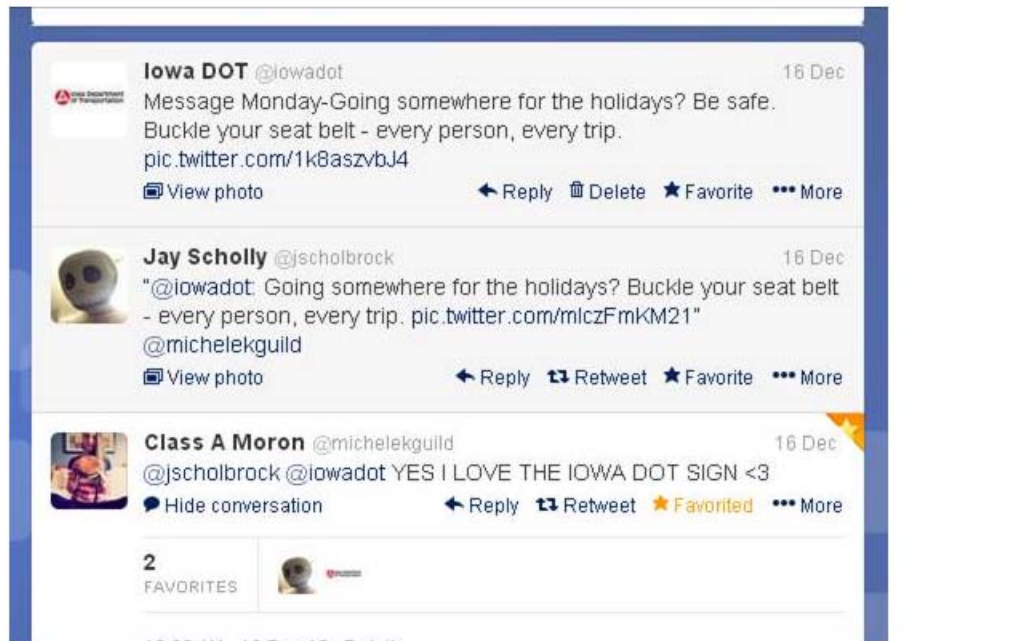 Iowa DOT @iowadot 16 Dec
Message Monday-Going somewhere for the holidays? Be safe.
Buckle your seat belt - every person, every trip.
pic.twitter.com/1k8aszvbJ4
View photo Reply Delete Favorite More
Iowa Department
of Transportation
Jay Scholly @jscholbrock 16 Dec
"@iowadot: Going somewhere for the holidays? Buckle your seat belt
- every person, every trip. pic.twitter.com/mlczFmKM21"
@michelekguild
View photo Reply Retweet Favorite More
Class A Moron @michelekguild 16 Dec
@jscholbrock @iowadot YES I LOVE THE IOWA DOT SIGN <3
Hide conversation Reply Retweet Favorited More
2
FAVORITES